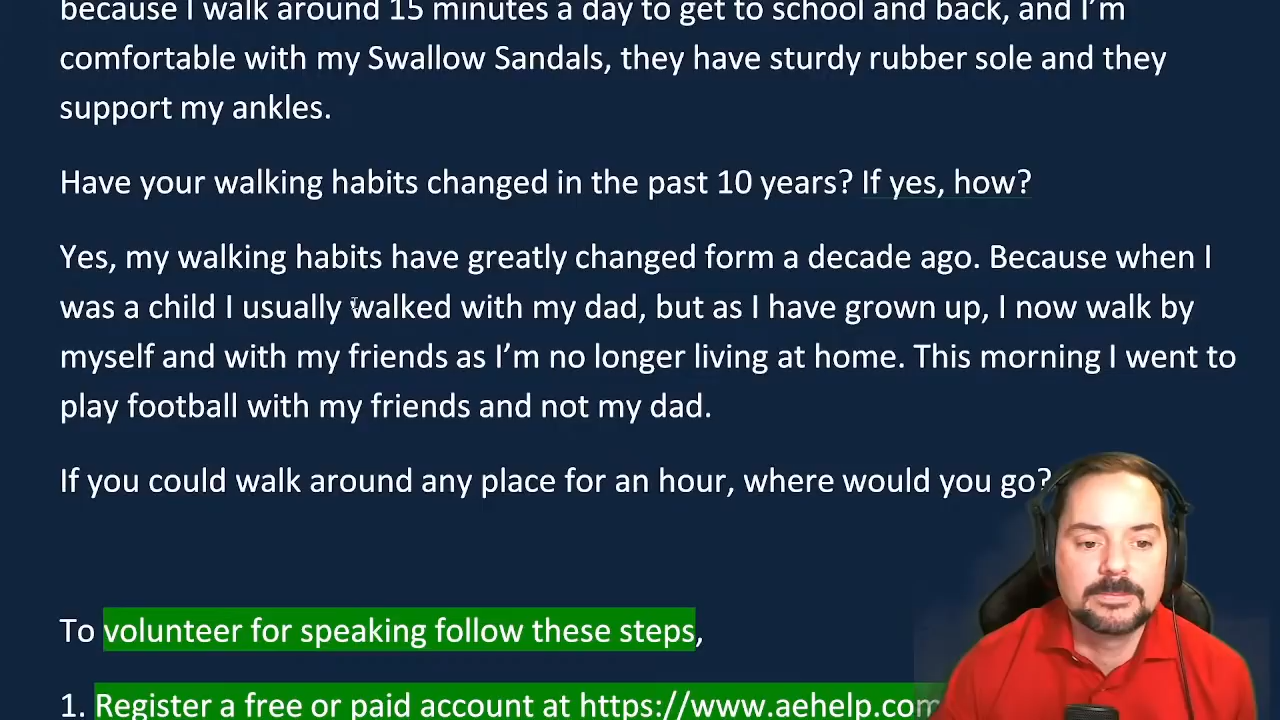 because I walk around 15 minutes a day to get to school and back, and I'm
comfortable with my Swallow Sandals, they have sturdy rubber sole and they
support my ankles.
Have your walking habits changed in the past 10 years? If yes, how?
Yes, my walking habits have greatly changed form a decade ago. Because when I
was a child I usually walked with my dad, but as I have grown up, I now walk by
myself and with my friends as I'm no longer living at home. This morning I went to
play football with my friends and not my dad.
If you could walk around any place for an hour, where would you go?
To volunteer for speaking follow these steps,
1. Register a free or paid account at https://www.aehelp.com